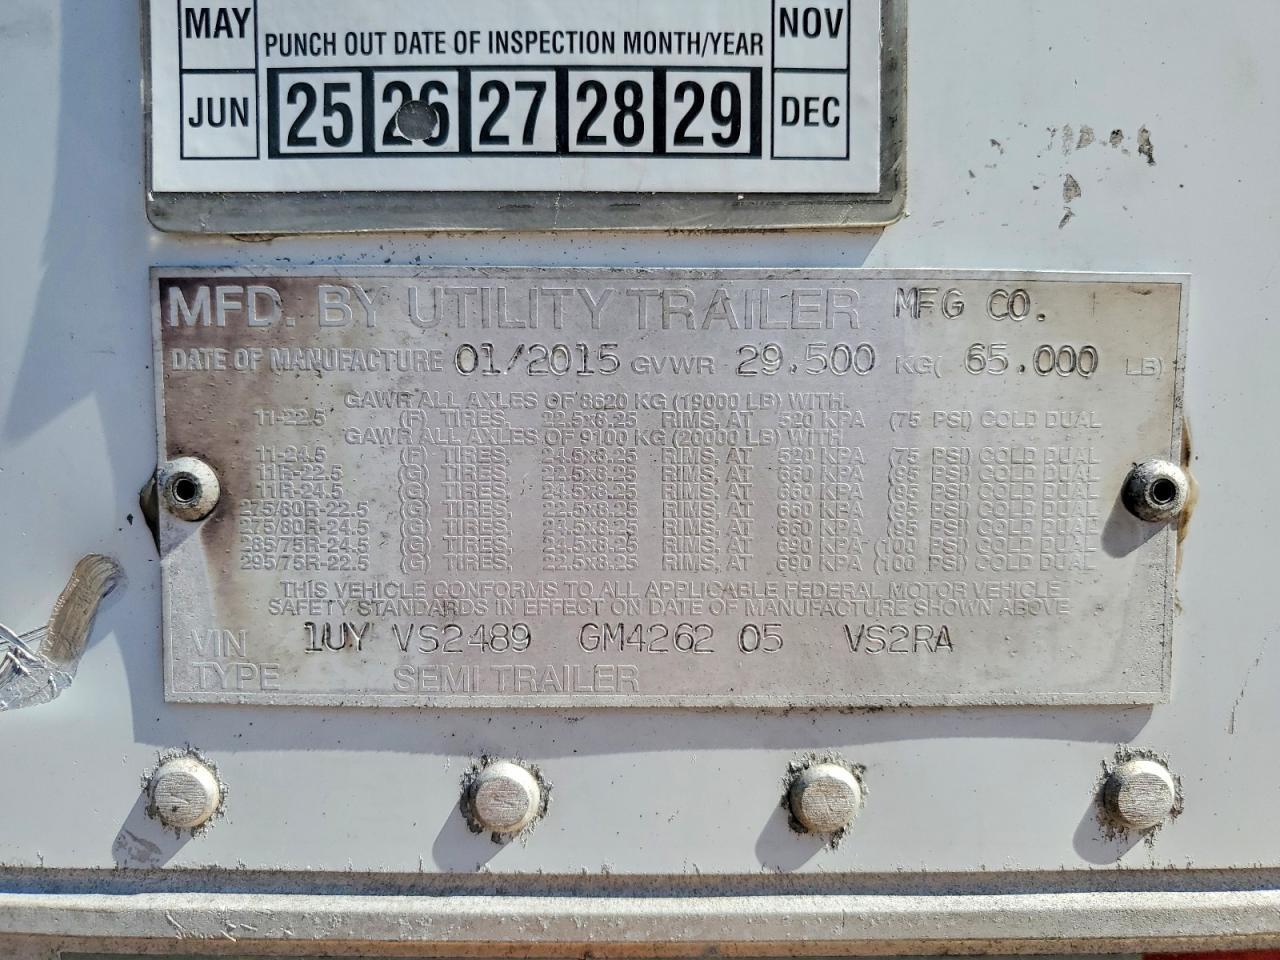 MAY NOV
PUNCH OUT DATE OF INSPECTION MONTH/YEAR
JUN 25 26 27 28 29 DEC
MFD. BY UTILITY TRAILER MFG CO.
DATE OF MANUFACTURE 01/2015 GVWR 29.500 KG( 65.000 LB)
GAWR ALL AXLES OF 8620 KG (19000 LB) WITH
11-22.5 (F) TIRES, 22.5x8.25 RIMS, AT 520 KPA (75 PSI) COLD DUAL
GAWR ALL AXLES OF 9100 KG (20000 LB) WITH
11-24.5 (F) TIRES, 24.5x8.25 RIMS, AT 520 KPA (75 PSI) COLD DUAL
11R-22.5 (G) TIRES, 22.5x8.25 RIMS, AT 660 KPA (95 PSI) COLD DUAL
11R-24.5 (G) TIRES, 24.5x8.25 RIMS, AT 660 KPA (95 PSI) COLD DUAL
275/80R-22.5 (G) TIRES, 22.5x8.25 RIMS, AT 660 KPA (95 PSI) COLD DUAL
275/80R-24.5 (G) TIRES, 24.5x8.25 RIMS, AT 660 KPA (95 PSI) COLD DUAL
285/75R-24.5 (G) TIRES, 24.5x8.25 RIMS, AT 690 KPA (100 PSI) COLD DUAL
295/75R-22.5 (G) TIRES, 22.5x8.25 RIMS, AT 690 KPA (100 PSI) COLD DUAL
THIS VEHICLE CONFORMS TO ALL APPLICABLE FEDERAL MOTOR VEHICLE
SAFETY STANDARDS IN EFFECT ON DATE OF MANUFACTURE SHOWN ABOVE
VIN 1UY VS2489 GM4262 05 VS2RA
TYPE SEMI TRAILER